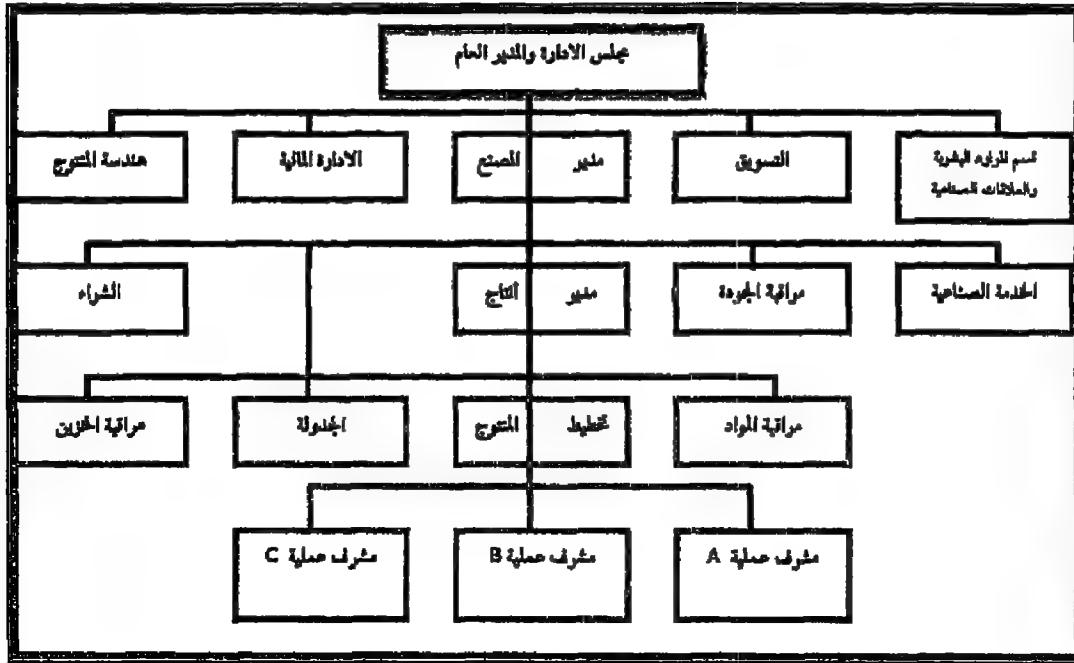 مجلس الادارة والمدير العام
قسم الموارد البشرية
والعلاقات الصناعية
التسويق
مدير المصنع
الادارة المالية
هندسة المنتوج
الخدمة الصناعية
مراقبة الجودة
مدير انتاج
الشراء
مراقبة المواد
تخطيط المنتوج
الجدولة
مراقبة الخزين
مشرف عملية A
مشرف عملية B
مشرف عملية C